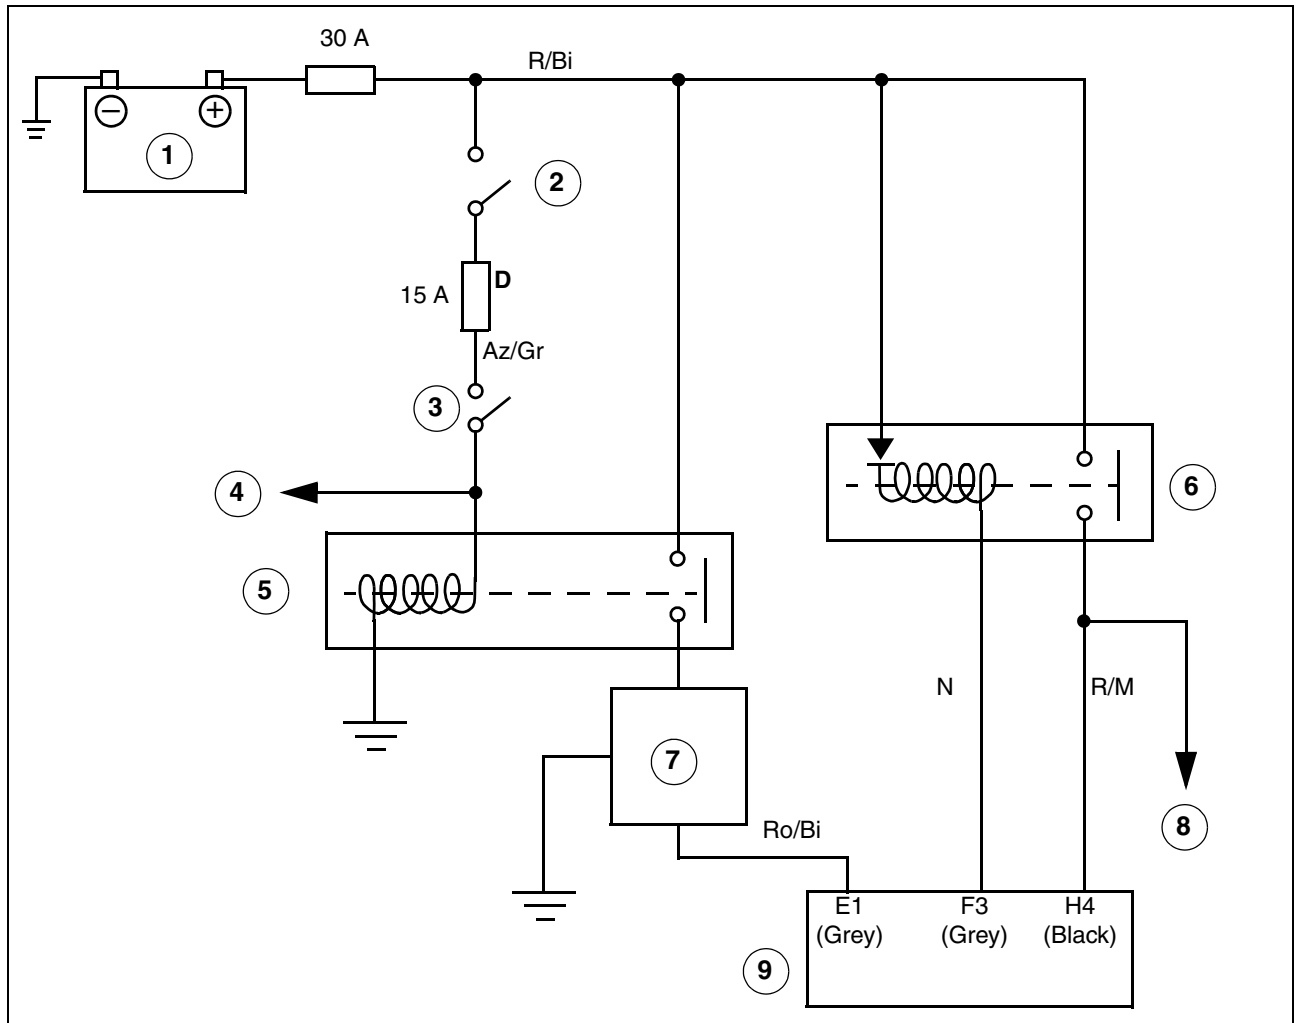 30 A
R/Bi
− +
1
2
15 A D
Az/Gr
3
4
6
5
N R/M
7
8
Ro/Bi
E1 F3 H4
(Grey) (Grey) (Black)
9